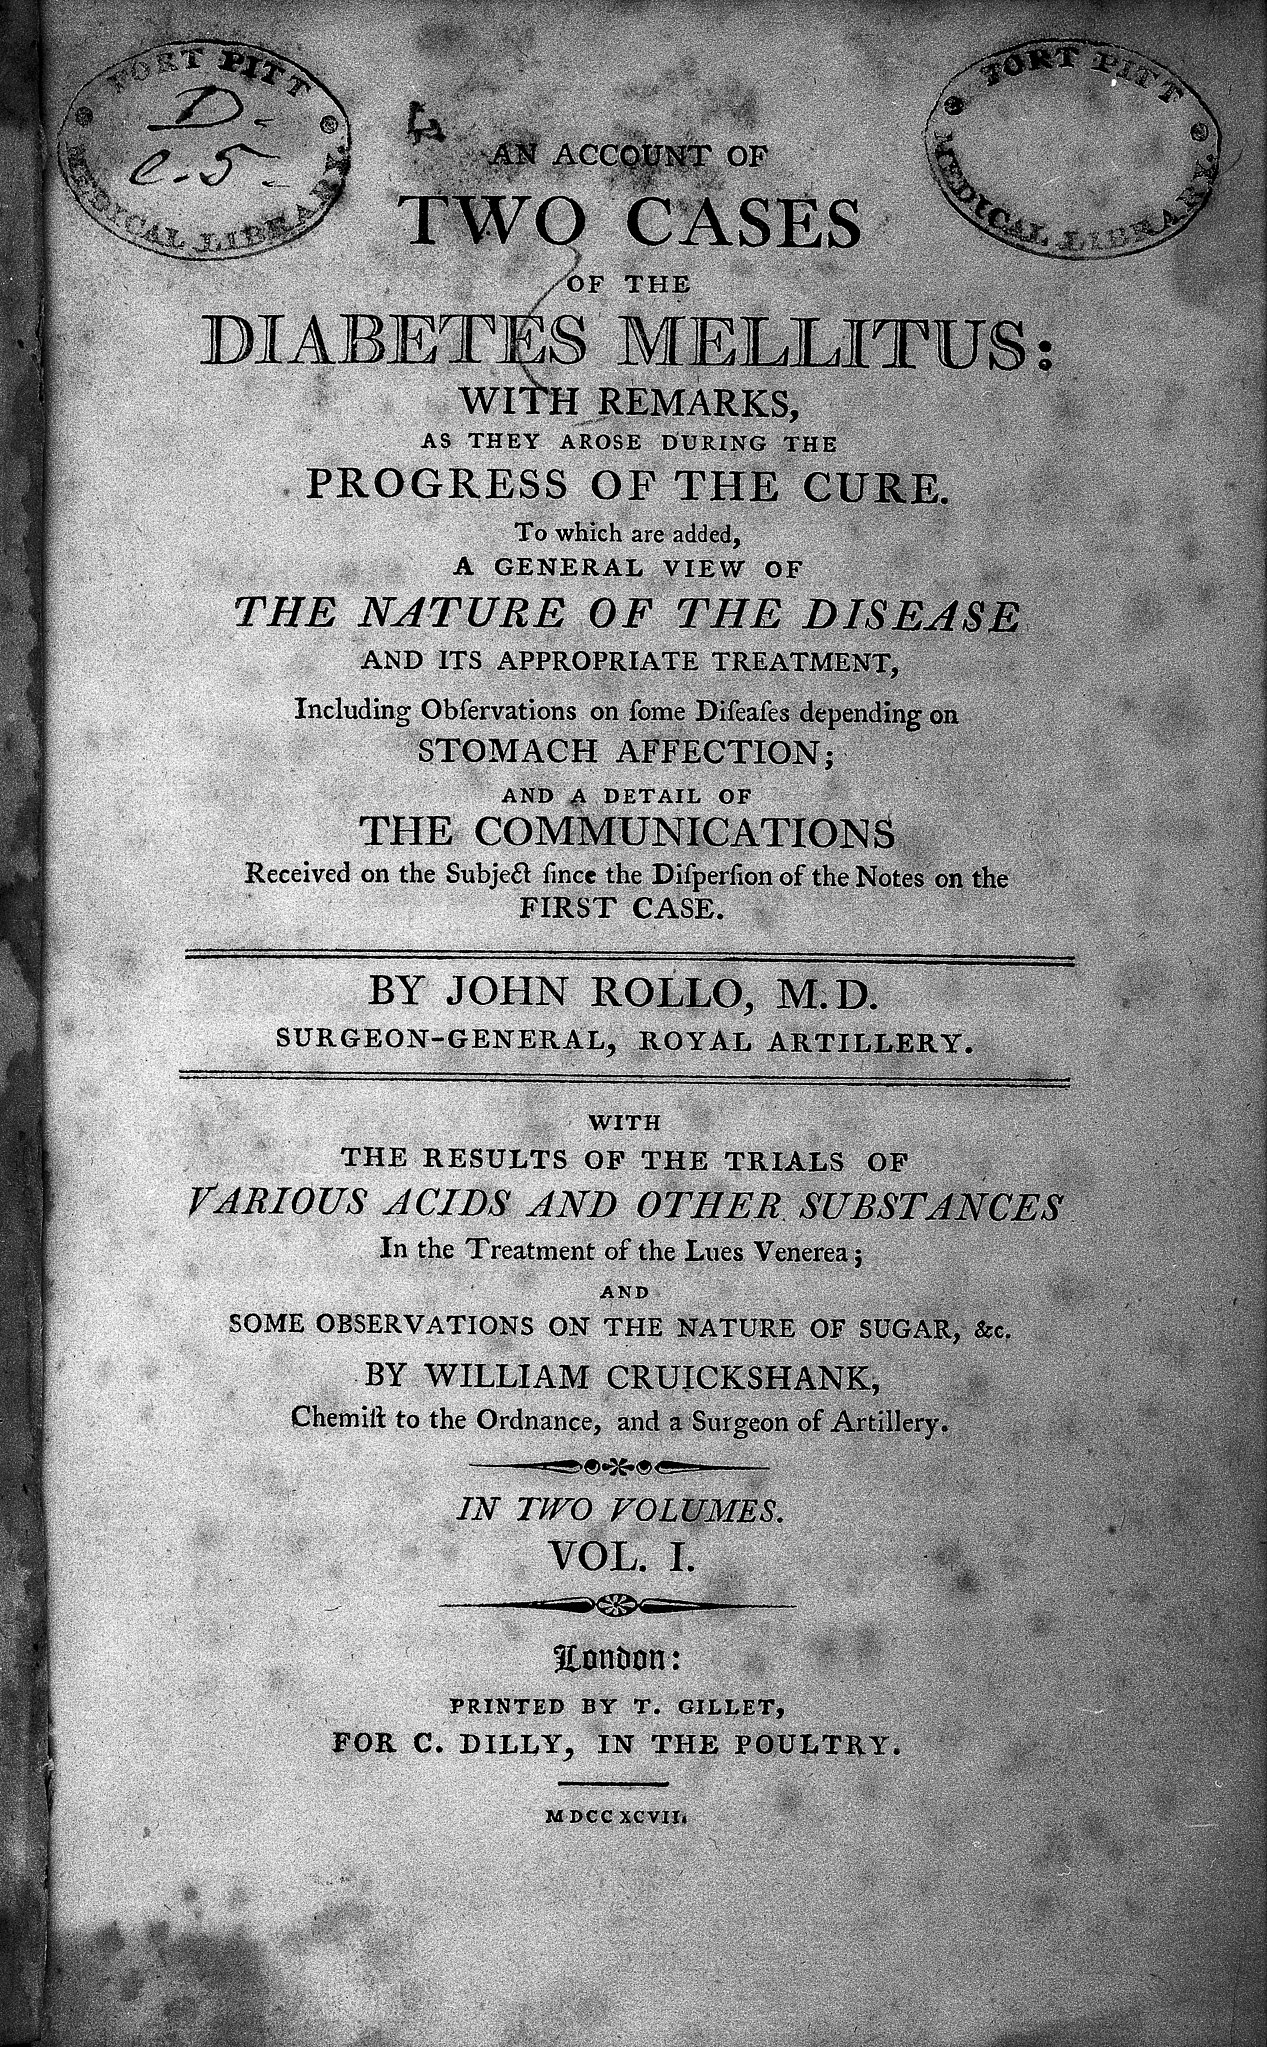 FORT PITT
D.
C.5
MEDICAL LIBRARY.
FORT PITT
MEDICAL LIBRARY.
AN ACCOUNT OF
TWO CASES
OF THE
DIABETES MELLITUS:
WITH REMARKS,
AS THEY AROSE DURING THE
PROGRESS OF THE CURE.
To which are added,
A GENERAL VIEW OF
THE NATURE OF THE DISEASE
AND ITS APPROPRIATE TREATMENT,
Including Obſervations on ſome Diſeaſes depending on
STOMACH AFFECTION;
AND A DETAIL OF
THE COMMUNICATIONS
Received on the Subject ſince the Diſperſion of the Notes on the
FIRST CASE.
BY JOHN ROLLO, M.D.
SURGEON-GENERAL, ROYAL ARTILLERY.
WITH
THE RESULTS OF THE TRIALS OF
VARIOUS ACIDS AND OTHER SUBSTANCES
In the Treatment of the Lues Venerea;
AND
SOME OBSERVATIONS ON THE NATURE OF SUGAR, &c.
BY WILLIAM CRUICKSHANK,
Chemiſt to the Ordnance, and a Surgeon of Artillery.
IN TWO VOLUMES.
VOL. I.
London:
PRINTED BY T. GILLET,
FOR C. DILLY, IN THE POULTRY.
MDCCXCVII.